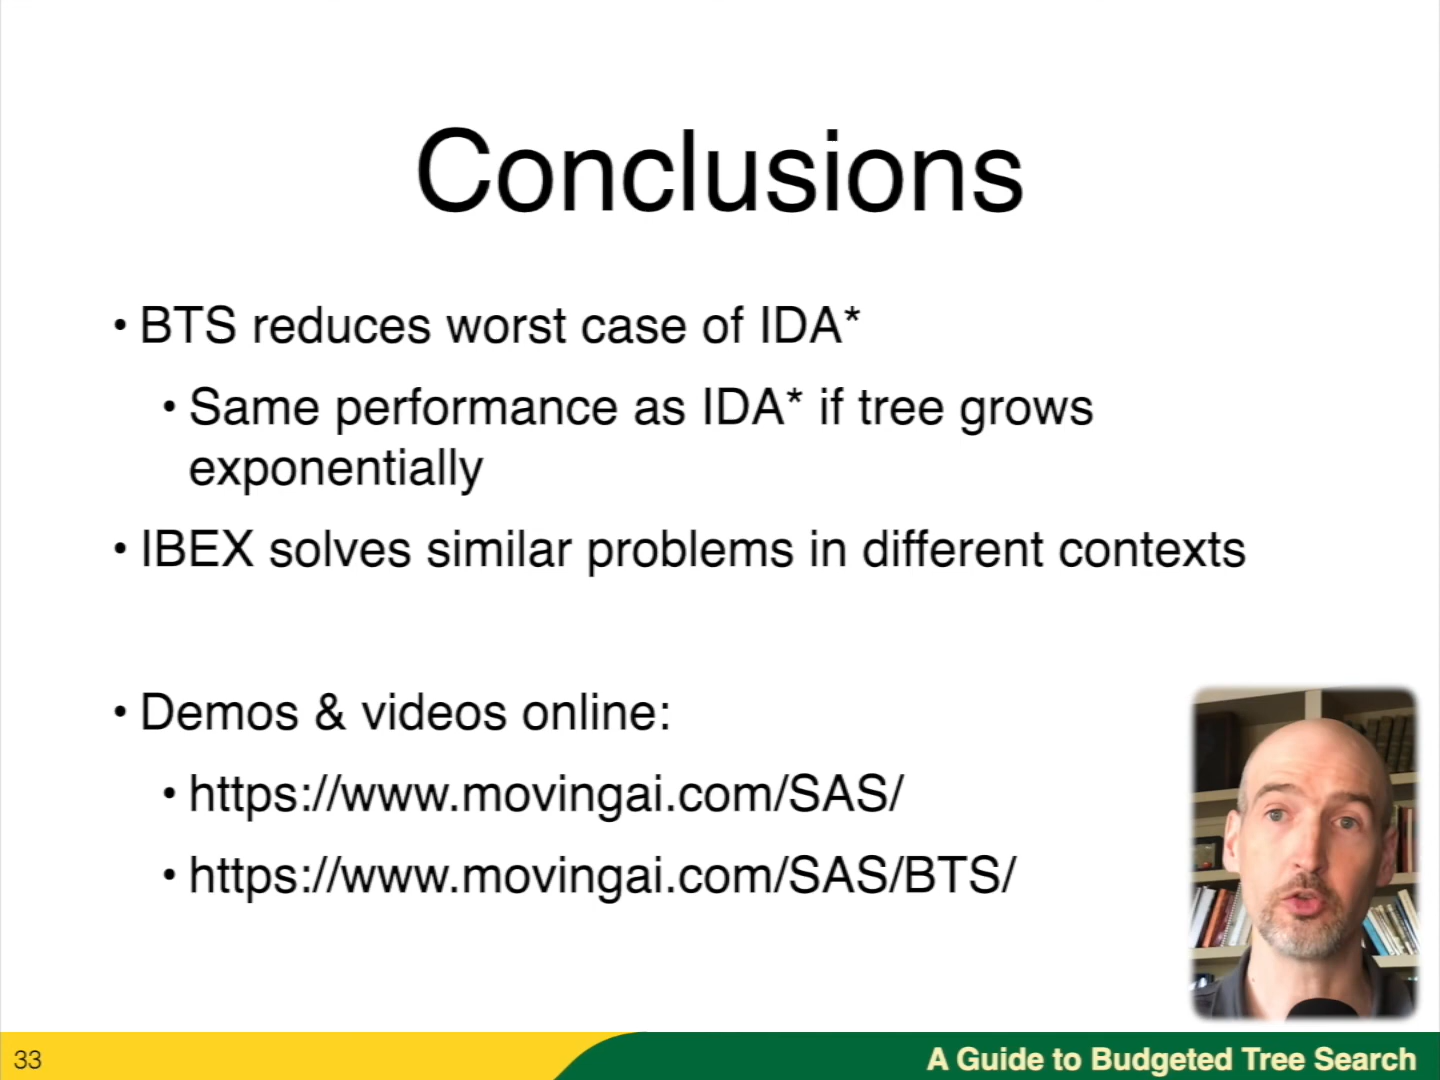 Conclusions
• BTS reduces worst case of IDA*
• Same performance as IDA* if tree grows
exponentially
• IBEX solves similar problems in different contexts
• Demos & videos online:
• https://www.movingai.com/SAS/
• https://www.movingai.com/SAS/BTS/
33
A Guide to Budgeted Tree Search